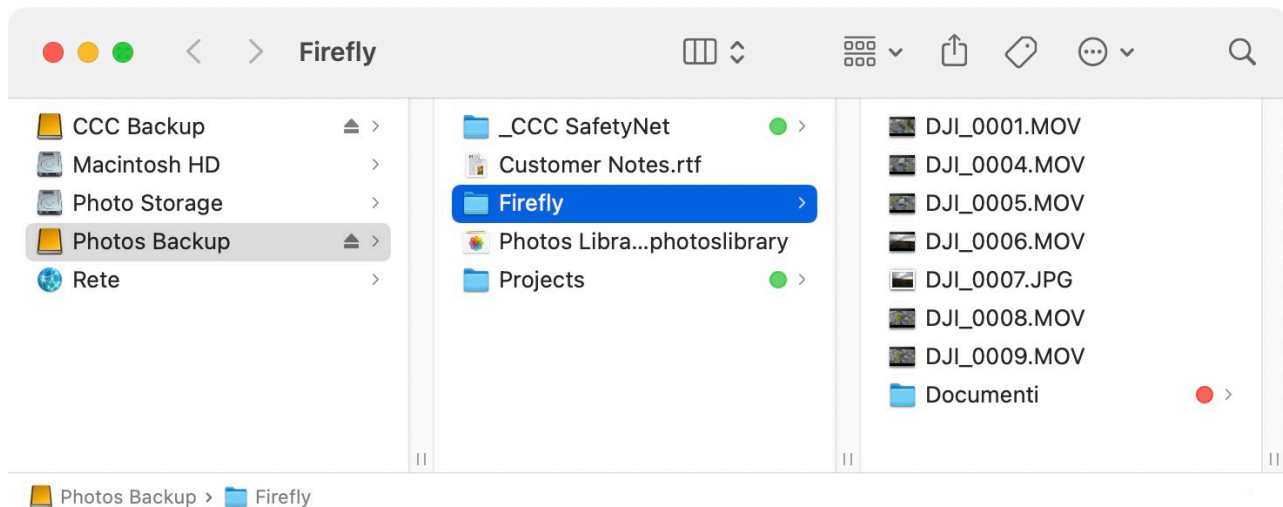 Firefly
CCC Backup
Macintosh HD
Photo Storage
Photos Backup
Rete
_CCC SafetyNet
Customer Notes.rtf
Firefly
Photos Libra...photoslibrary
Projects
DJI_0001.MOV
DJI_0004.MOV
DJI_0005.MOV
DJI_0006.MOV
DJI_0007.JPG
DJI_0008.MOV
DJI_0009.MOV
Documenti
Photos Backup › Firefly